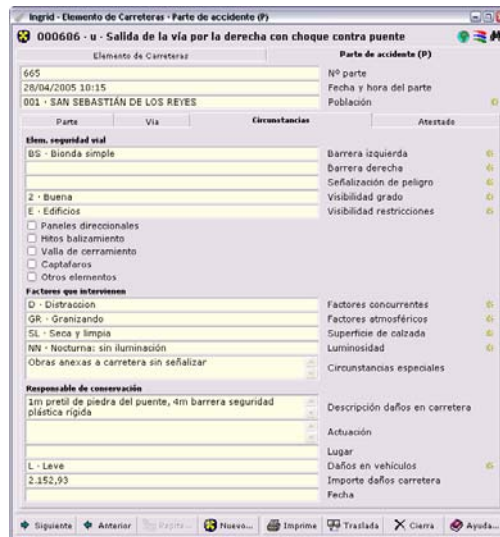 Ingrid - Elemento de Carreteras - Parte de accidente (P)
000686 - u - Salida de la vía por la derecha con choque contra puente
Elemento de Carreteras Parte de accidente (P)
665 Nº parte
28/04/2005 10:15 Fecha y hora del parte
001 - SAN SEBASTIÁN DE LOS REYES Población
Parte Vía Circunstancias Atestado
Elem. seguridad vial
BS - Bionda simple Barrera izquierda
Barrera derecha
Señalización de peligro
2 - Buena Visibilidad grado
E - Edificios Visibilidad restricciones
Paneles direccionales
Hitos balizamiento
Valla de cerramiento
Captafaros
Otros elementos
Factores que intervienen
D - Distraccion Factores concurrentes
GR - Granizando Factores atmosféricos
SL - Seca y limpia Superficie de calzada
NN - Nocturna: sin iluminación Luminosidad
Obras anexas a carretera sin señalizar Circunstancias especiales
Responsable de conservación
1m pretil de piedra del puente, 4m barrera seguridad
plástica rígida Descripción daños en carretera
Actuación
Lugar
L - Leve Daños en vehículos
2.152,93 Importe daños carretera
Fecha
Siguiente Anterior Repite... Nuevo... Imprime Traslada Cierra Ayuda...